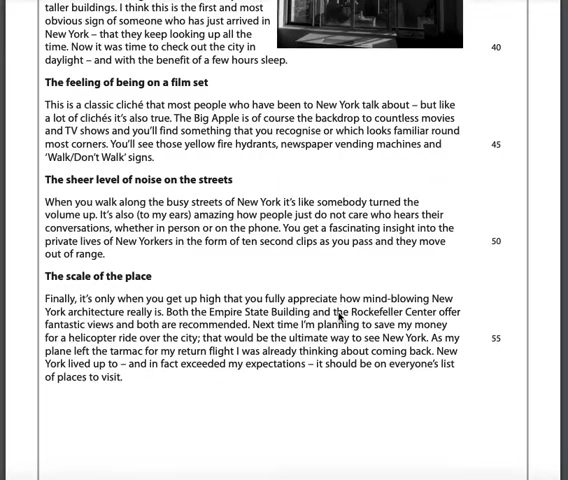 taller buildings. I think this is the first and most
obvious sign of someone who has just arrived in
New York – that they keep looking up all the
time. Now it was time to check out the city in
40
daylight – and with the benefit of a few hours sleep.
The feeling of being on a film set
This is a classic cliché that most people who have been to New York talk about – but like
a lot of clichés it's also true. The Big Apple is of course the backdrop to countless movies
and TV shows and you'll find something that you recognise or which looks familiar round
most corners. You'll see those yellow fire hydrants, newspaper vending machines and
45
'Walk/Don't Walk' signs.
The sheer level of noise on the streets
When you walk along the busy streets of New York it's like somebody turned the
volume up. It's also (to my ears) amazing how people just do not care who hears their
conversations, whether in person or on the phone. You get a fascinating insight into the
private lives of New Yorkers in the form of ten second clips as you pass and they move
50
out of range.
The scale of the place
Finally, it's only when you get up high that you fully appreciate how mind-blowing New
York architecture really is. Both the Empire State Building and the Rockefeller Center offer
fantastic views and both are recommended. Next time I'm planning to save my money
for a helicopter ride over the city; that would be the ultimate way to see New York. As my
55
plane left the tarmac for my return flight I was already thinking about coming back. New
York lived up to – and in fact exceeded my expectations – it should be on everyone's list
of places to visit.